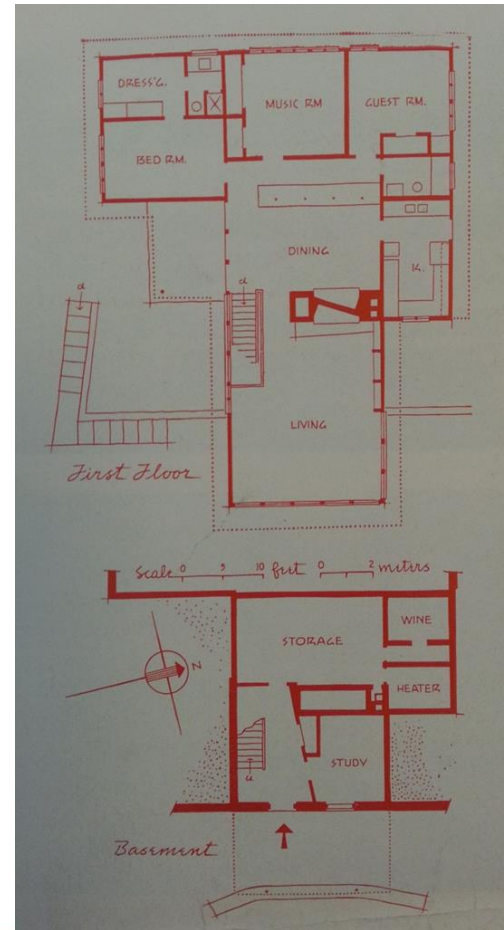 DRESS'G.
MUSIC RM
GUEST RM.
BED RM.
DINING
K.
d
d
LIVING
First Floor
Scale 0 5 10 feet 0 2 meters
WINE
STORAGE
N
HEATER
STUDY
u
Basement